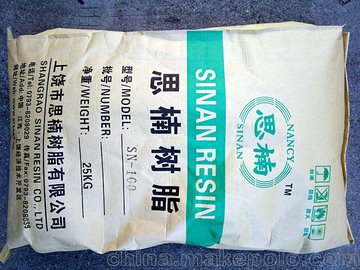 NANCY
思楠
SINAN
TM
SINAN RESIN
思楠树脂
型号/MODEL: SN-100
批号/NUMBER:
净重/WEIGHT: 25KG
上饶市思楠树脂有限公司
SHANGRAO SINAN RESIN CO., LTD
china.makepolo.com